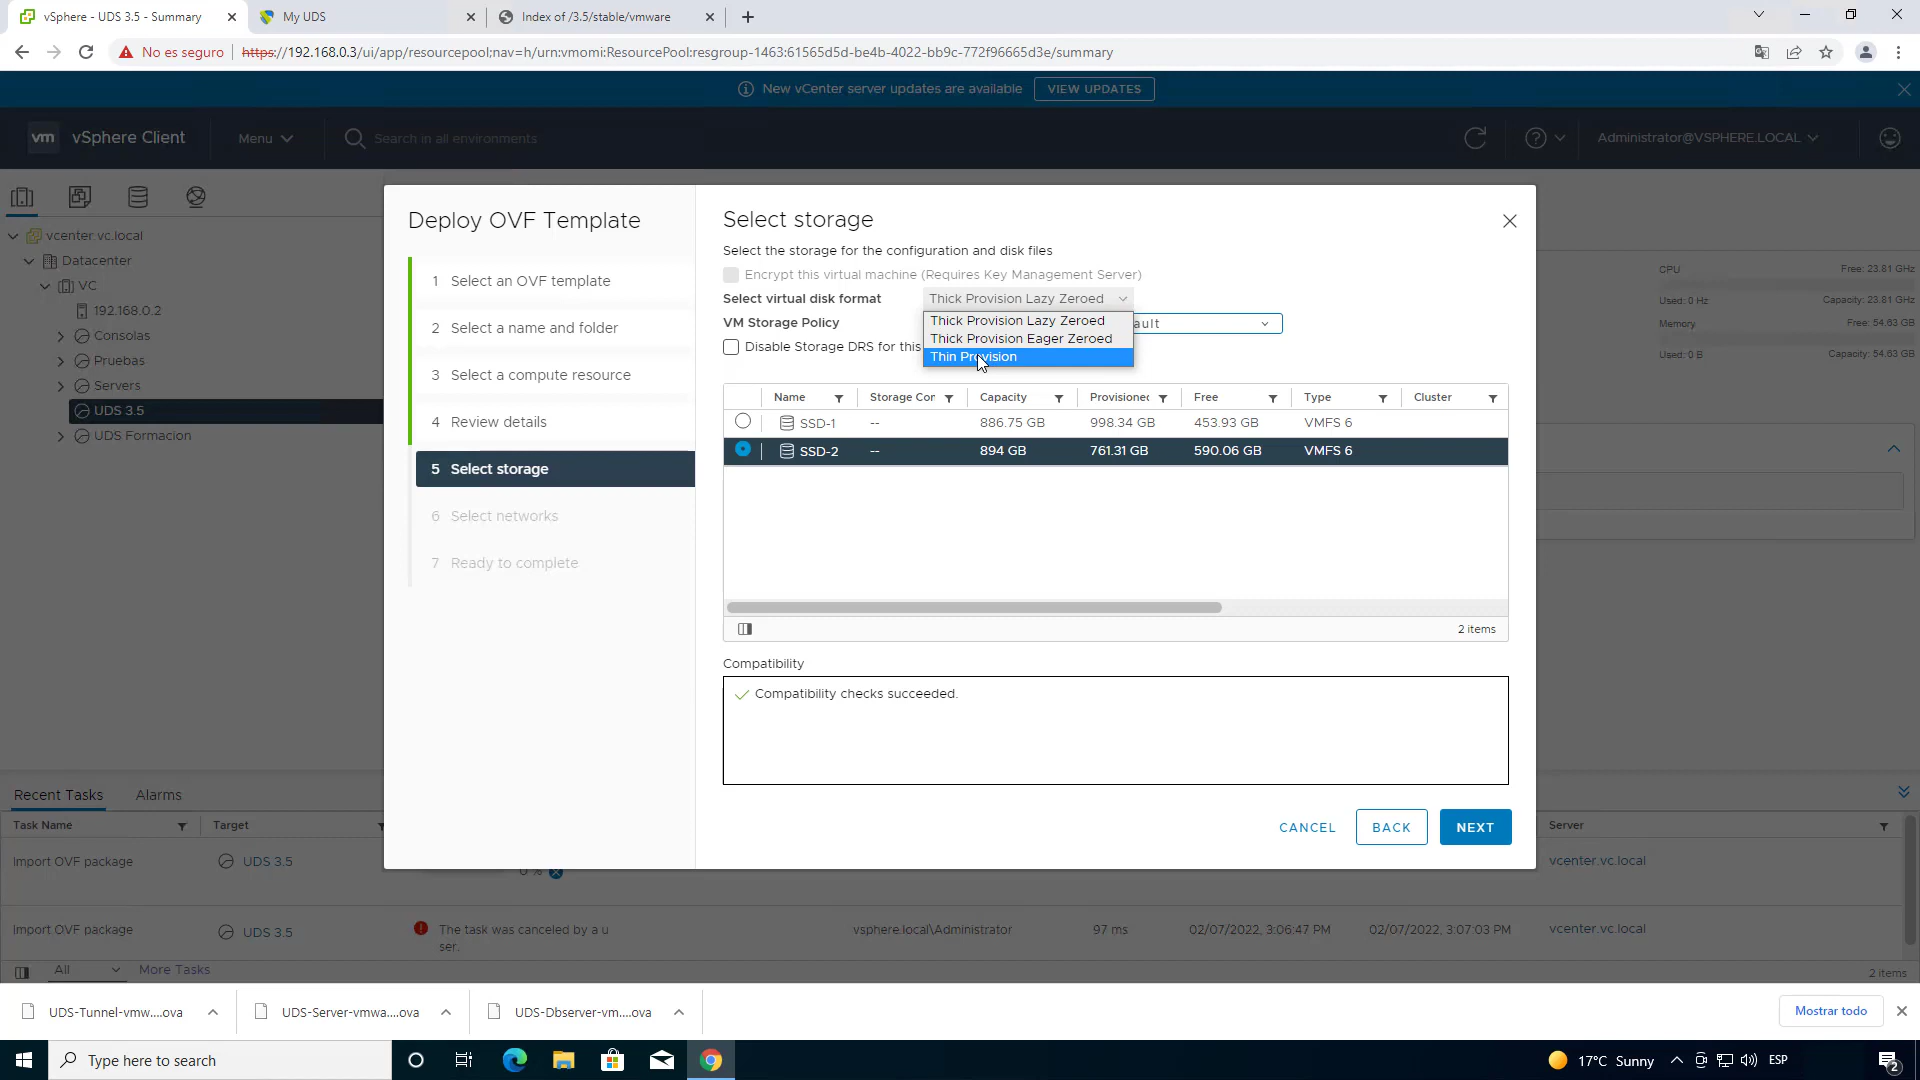 vSphere - UDS 3.5 - Summary
My UDS
Index of /3.5/stable/vmware
No es seguro
https://192.168.0.3/ui/app/resourcepool;nav=h/urn:vmomi:ResourcePool:resgroup-1463:61565d5d-be4b-4022-bb9c-772f96665d3e/summary
New vCenter server updates are available
VIEW UPDATES
vm
vSphere Client
Menu
Search in all environments
Administrator@VSPHERE.LOCAL
vcenter.vc.local
Datacenter
VC
192.168.0.2
Consolas
Pruebas
Servers
UDS 3.5
UDS Formacion
Deploy OVF Template
1 Select an OVF template
2 Select a name and folder
3 Select a compute resource
4 Review details
5 Select storage
6 Select networks
7 Ready to complete
Select storage
Select the storage for the configuration and disk files
Encrypt this virtual machine (Requires Key Management Server)
Select virtual disk format
Thick Provision Lazy Zeroed
VM Storage Policy
ault
Disable Storage DRS for this
Thick Provision Lazy Zeroed
Thick Provision Eager Zeroed
Thin Provision
Name Storage Cor Capacity Provisioned Free Type Cluster
SSD-1 -- 886.75 GB 998.34 GB 453.93 GB VMFS 6
SSD-2 -- 894 GB 761.31 GB 590.06 GB VMFS 6
2 items
Compatibility
Compatibility checks succeeded.
CANCEL
BACK
NEXT
CPU Free: 23.81 GHz
Used: 0 Hz Capacity: 23.81 GHz
Memory Free: 54.63 GB
Used: 0 B Capacity: 54.63 GB
Recent Tasks
Alarms
Task Name Target Server
Import OVF package UDS 3.5 0 % vcenter.vc.local
Import OVF package UDS 3.5 The task was canceled by a u
ser.
vsphere.local\Administrator 97 ms 02/07/2022, 3:06:47 PM 02/07/2022, 3:07:03 PM vcenter.vc.local
All
More Tasks
2 items
UDS-Tunnel-vmw....ova
UDS-Server-vmwa....ova
UDS-Dbserver-vm....ova
Mostrar todo
Type here to search
17°C Sunny
ESP
2